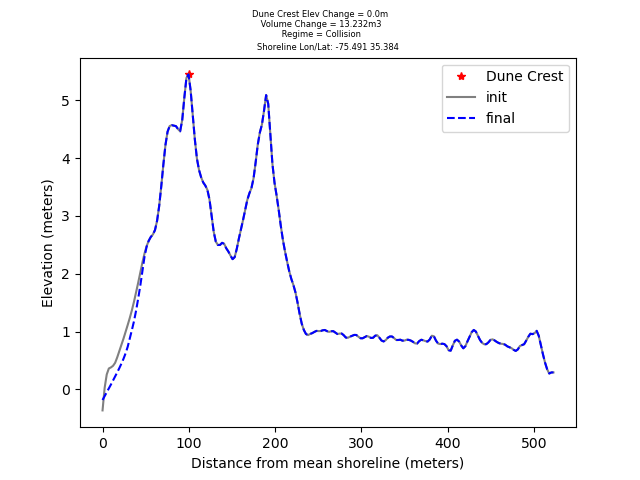 Dune Crest Elev Change = 0.0m
Volume Change = 13.232m3
Regime = Collision
Shoreline Lon/Lat: -75.491 35.384
Dune Crest
init
final
5
4
3
2
1
0
Elevation (meters)
0 100 200 300 400 500
Distance from mean shoreline (meters)